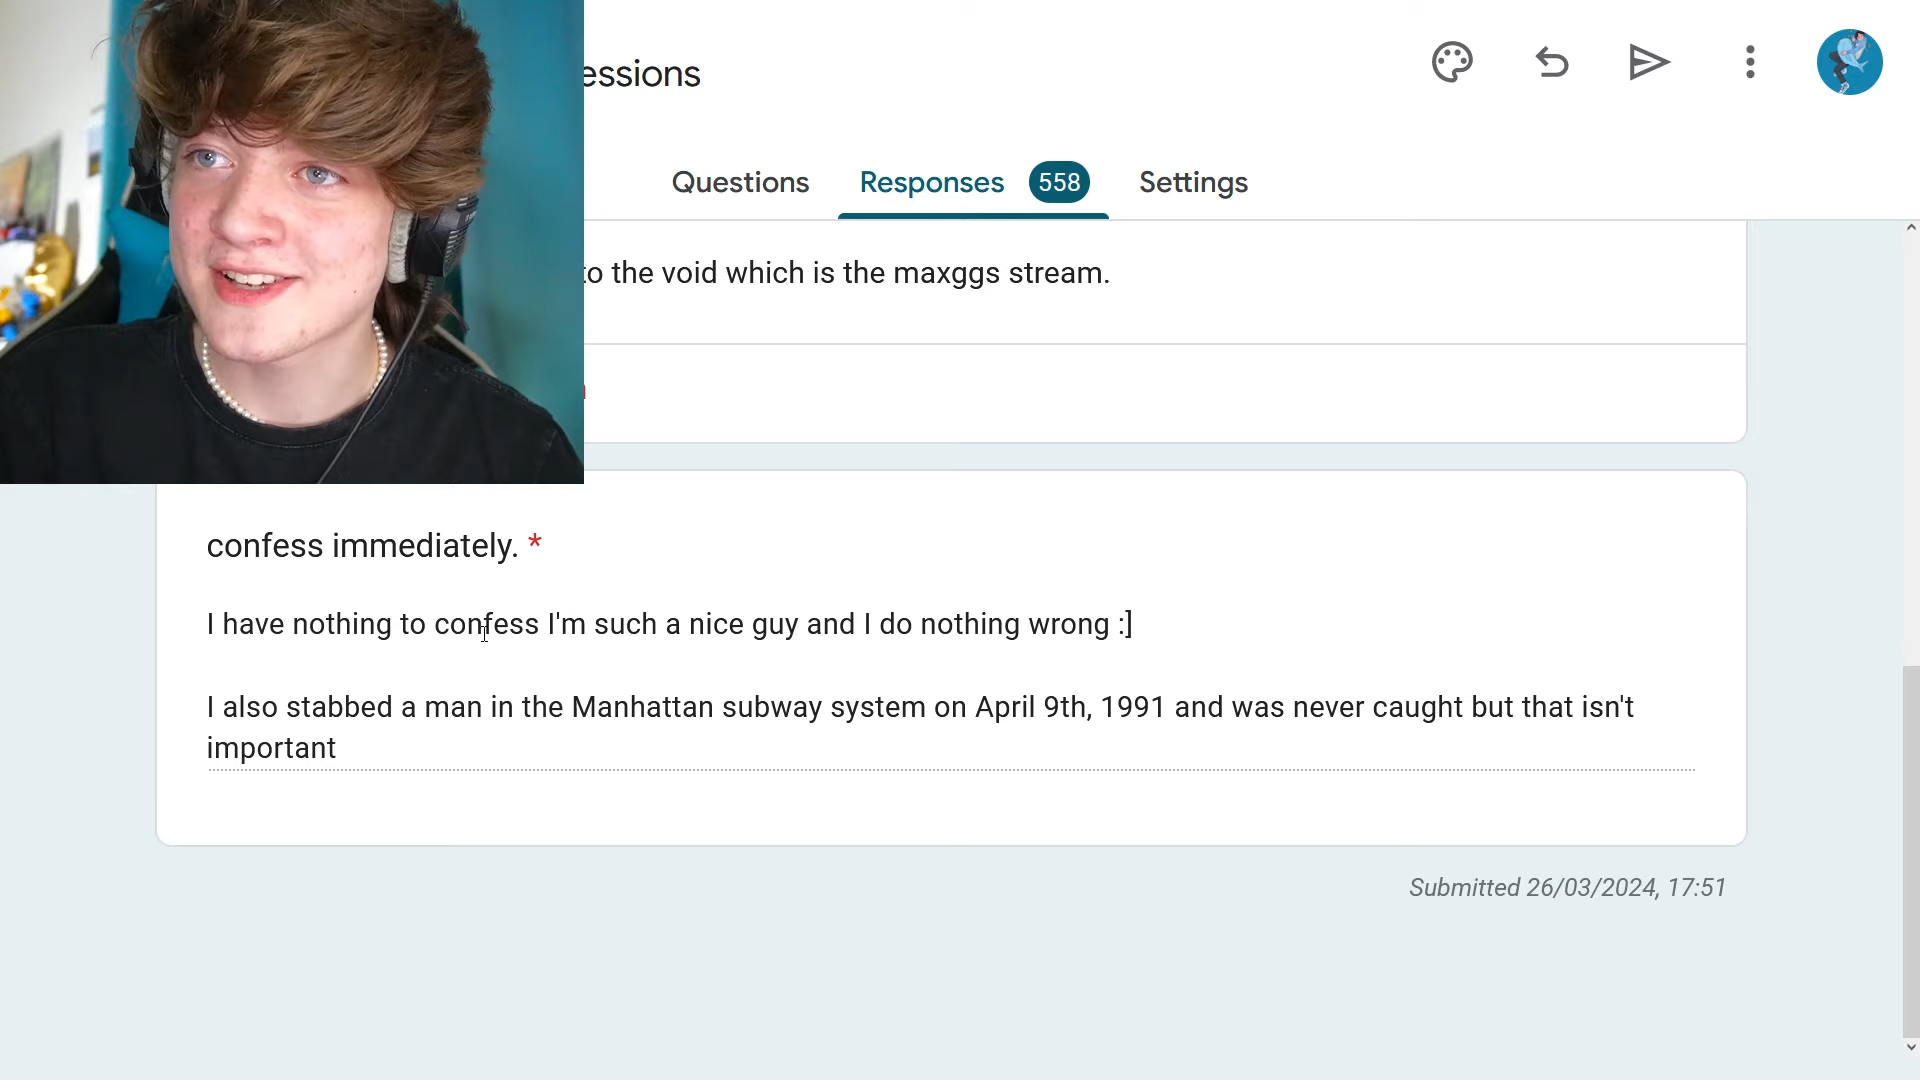 essions
Questions Responses 558 Settings
to the void which is the maxggs stream.
confess immediately. *
I have nothing to confess I'm such a nice guy and I do nothing wrong :]
I also stabbed a man in the Manhattan subway system on April 9th, 1991 and was never caught but that isn't
important
Submitted 26/03/2024, 17:51